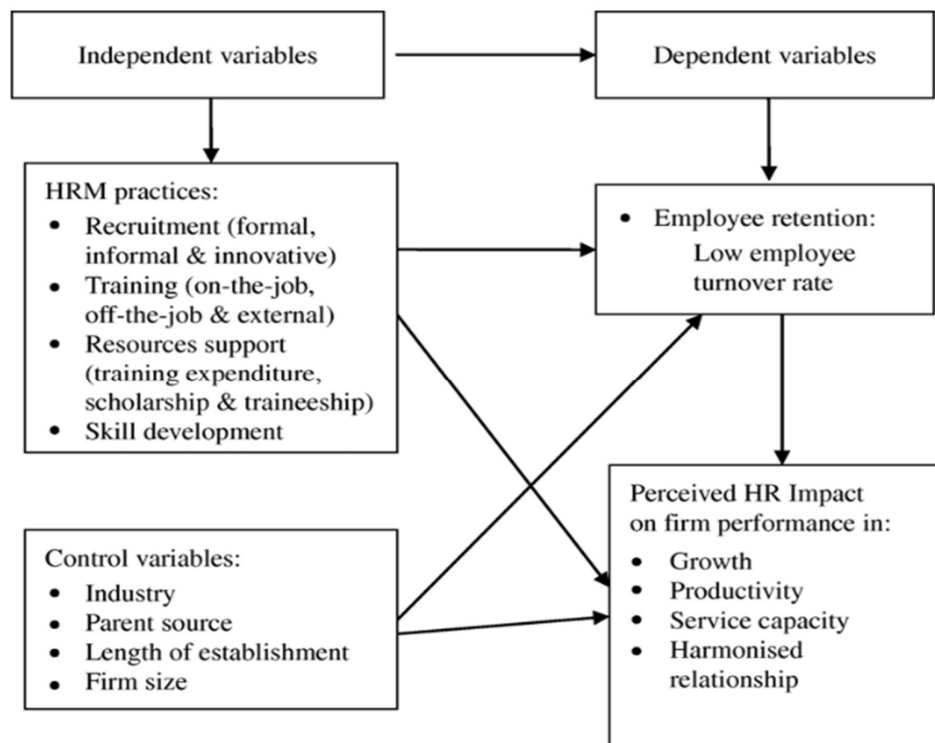 Independent variables
Dependent variables
HRM practices:
• Recruitment (formal,
informal & innovative)
• Training (on-the-job,
off-the-job & external)
• Resources support
(training expenditure,
scholarship & traineeship)
• Skill development
• Employee retention:
Low employee
turnover rate
Control variables:
• Industry
• Parent source
• Length of establishment
• Firm size
Perceived HR Impact
on firm performance in:
• Growth
• Productivity
• Service capacity
• Harmonised
relationship